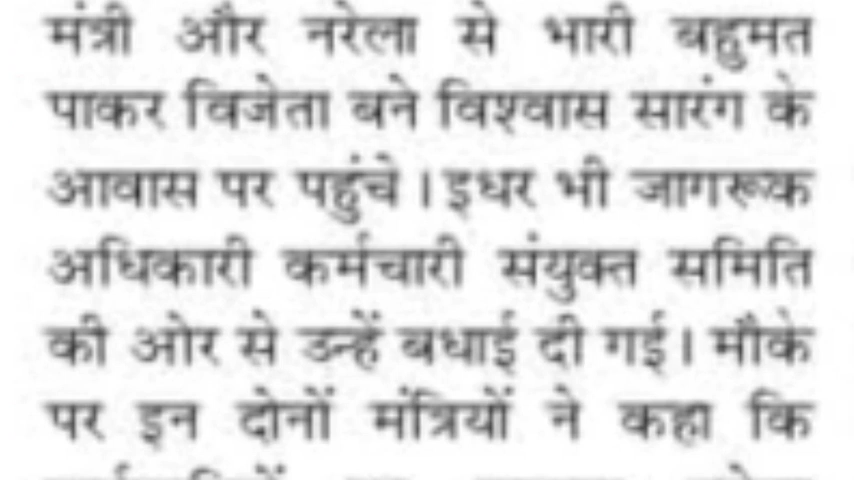 मंत्री और नरेला से भारी बहुमत
पाकर विजेता बने विश्वास सारंग के
आवास पर पहुंचे। इधर भी जागरूक
अधिकारी कर्मचारी संयुक्त समिति
की ओर से उन्हें बधाई दी गई। मौके
पर इन दोनों मंत्रियों ने कहा कि